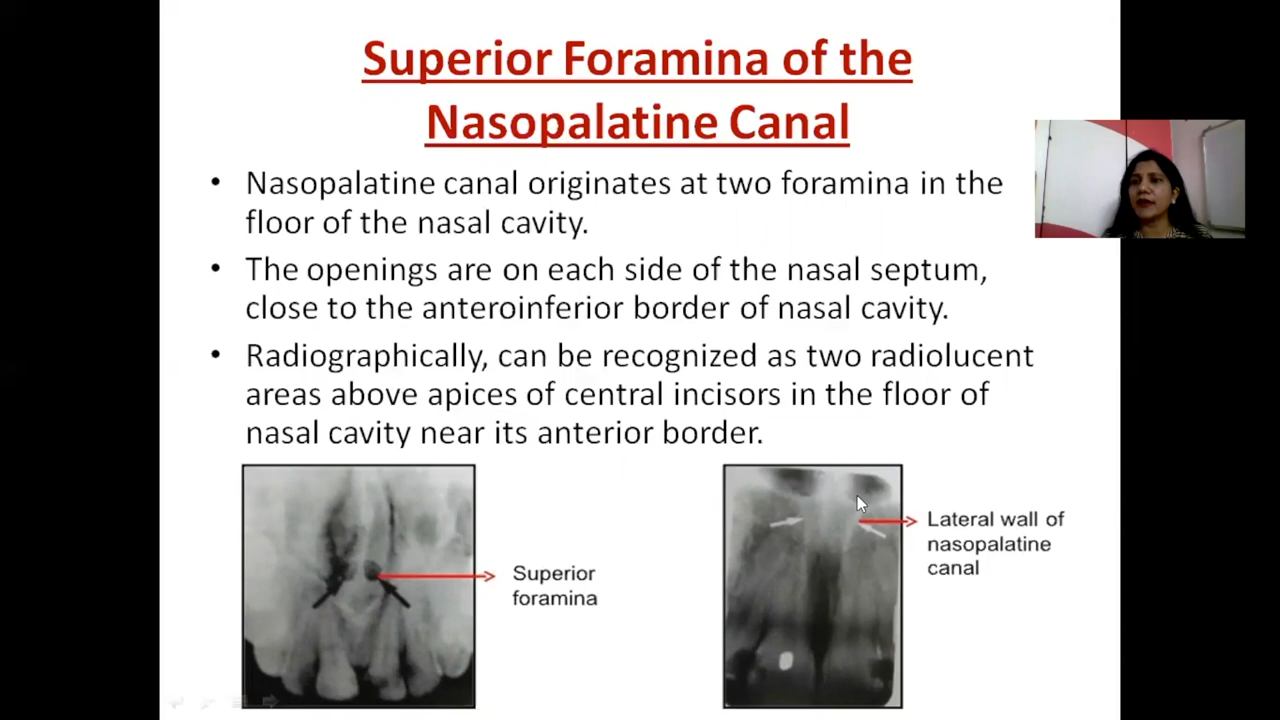 Superior Foramina of the
Nasopalatine Canal
• Nasopalatine canal originates at two foramina in the
floor of the nasal cavity.
• The openings are on each side of the nasal septum,
close to the anteroinferior border of nasal cavity.
• Radiographically, can be recognized as two radiolucent
areas above apices of central incisors in the floor of
nasal cavity near its anterior border.
Superior
foramina
Lateral wall of
nasopalatine
canal